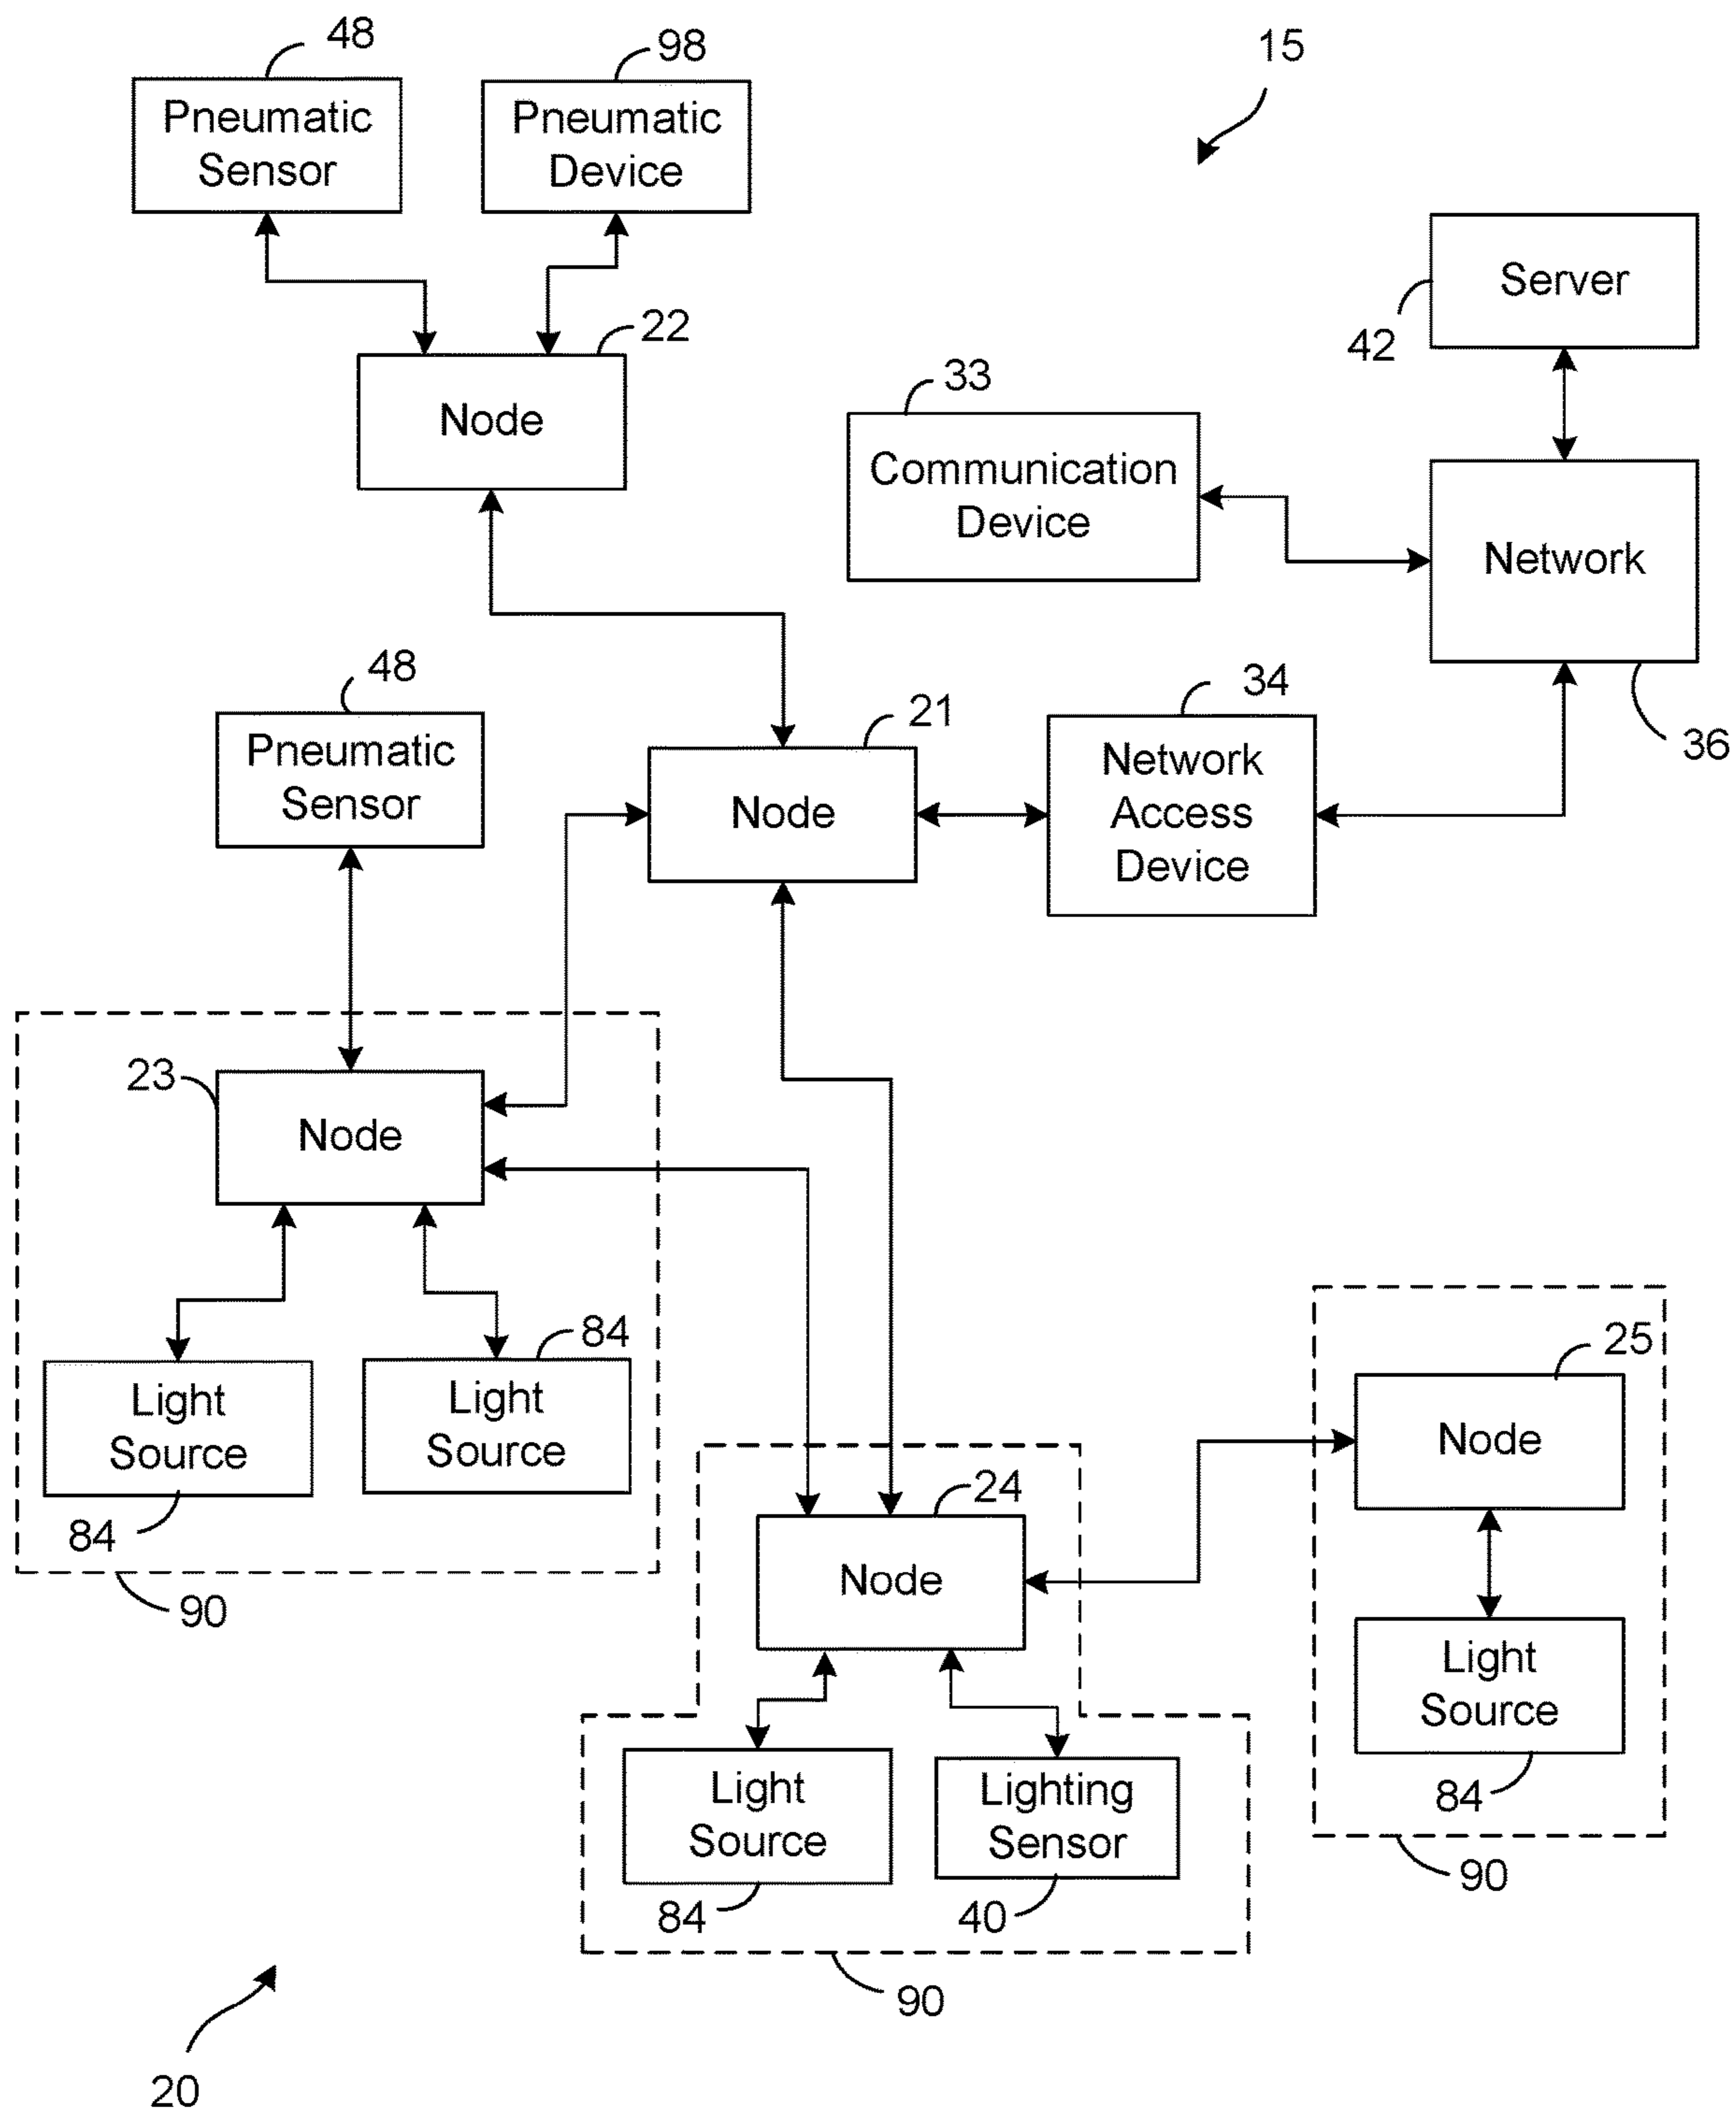 48
98
15
Pneumatic
Sensor
Pneumatic
Device
Server
42
22
Node
33
Communication
Device
Network
36
48
Pneumatic
Sensor
21
Node
34
Network
Access
Device
23
Node
Light
Source
84
84
Light
Source
90
25
Node
Light
Source
84
90
24
Node
Light
Source
84
Lighting
Sensor
40
90
20